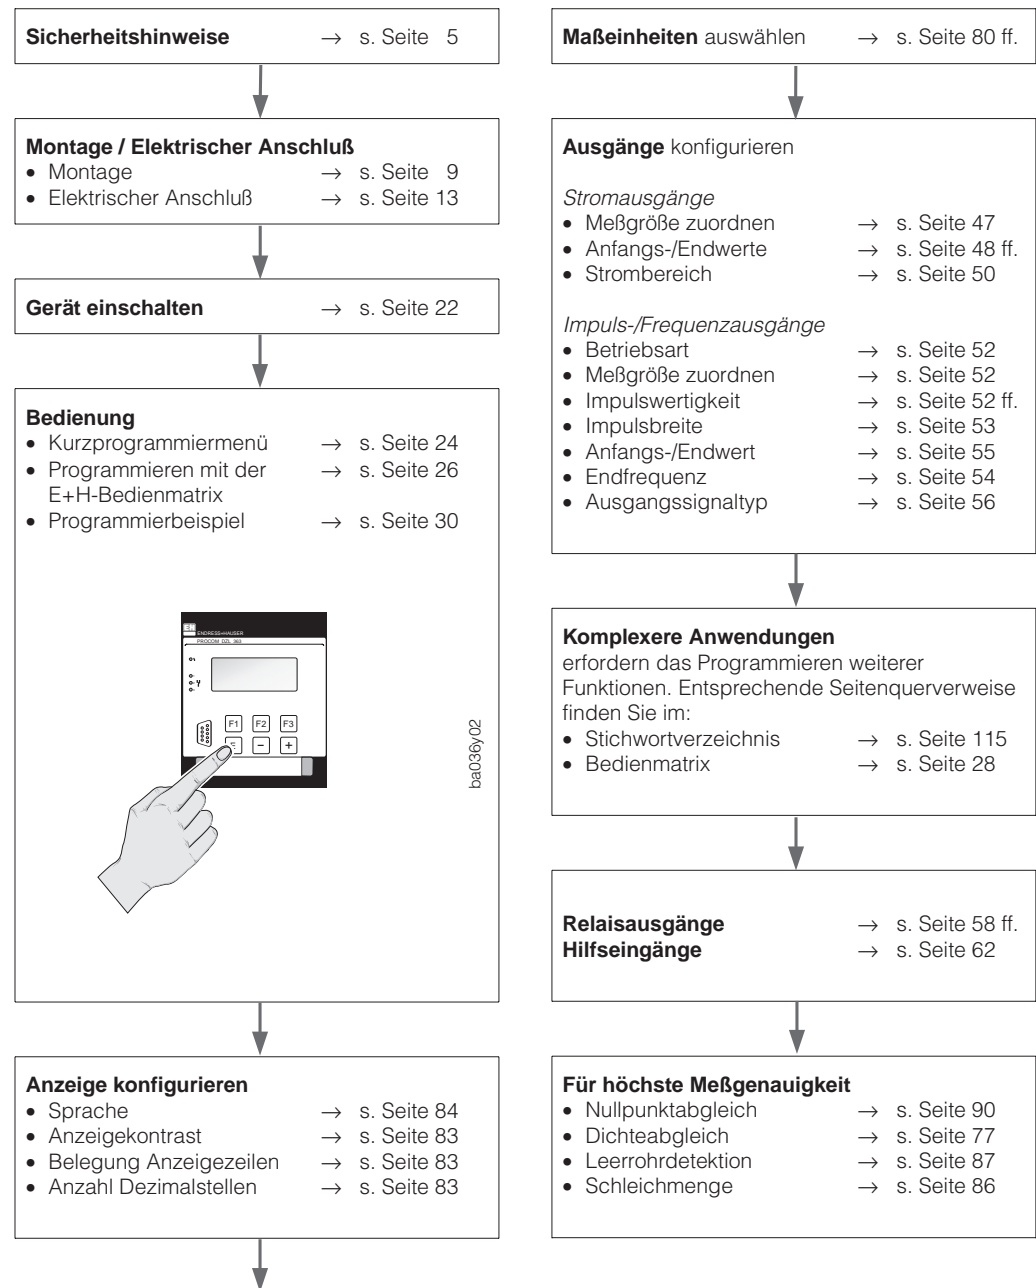 Sicherheitshinweise → s. Seite 5
Montage / Elektrischer Anschluß
• Montage → s. Seite 9
• Elektrischer Anschluß → s. Seite 13
Gerät einschalten → s. Seite 22
Bedienung
• Kurzprogrammiermenü → s. Seite 24
• Programmieren mit der → s. Seite 26
E+H-Bedienmatrix
• Programmierbeispiel → s. Seite 30
ENDRESS+HAUSER
PROCOM DZL 363
F1 F2 F3
E - +
ba036y02
Anzeige konfigurieren
• Sprache → s. Seite 84
• Anzeigekontrast → s. Seite 83
• Belegung Anzeigezeilen → s. Seite 83
• Anzahl Dezimalstellen → s. Seite 83
Maßeinheiten auswählen → s. Seite 80 ff.
Ausgänge konfigurieren
Stromausgänge
• Meßgröße zuordnen → s. Seite 47
• Anfangs-/Endwerte → s. Seite 48 ff.
• Strombereich → s. Seite 50
Impuls-/Frequenzausgänge
• Betriebsart → s. Seite 52
• Meßgröße zuordnen → s. Seite 52
• Impulswertigkeit → s. Seite 52 ff.
• Impulsbreite → s. Seite 53
• Anfangs-/Endwert → s. Seite 55
• Endfrequenz → s. Seite 54
• Ausgangssignaltyp → s. Seite 56
Komplexere Anwendungen
erfordern das Programmieren weiterer
Funktionen. Entsprechende Seitenquerverweise
finden Sie im:
• Stichwortverzeichnis → s. Seite 115
• Bedienmatrix → s. Seite 28
Relaisausgänge → s. Seite 58 ff.
Hilfseingänge → s. Seite 62
Für höchste Meßgenauigkeit
• Nullpunktabgleich → s. Seite 90
• Dichteabgleich → s. Seite 77
• Leerrohrdetektion → s. Seite 87
• Schleichmenge → s. Seite 86